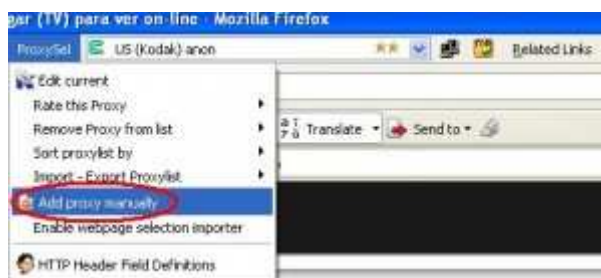 gar (TV) para ver on-line - Mozilla Firefox
ProxySel US (Kodak) anon Related Links
Edit current
Rate this Proxy
Remove Proxy from list Translate Send to
Sort proxylist by
Import - Export Proxylist
Add proxy manually
Enable webpage selection importer
HTTP Header Field Definitions